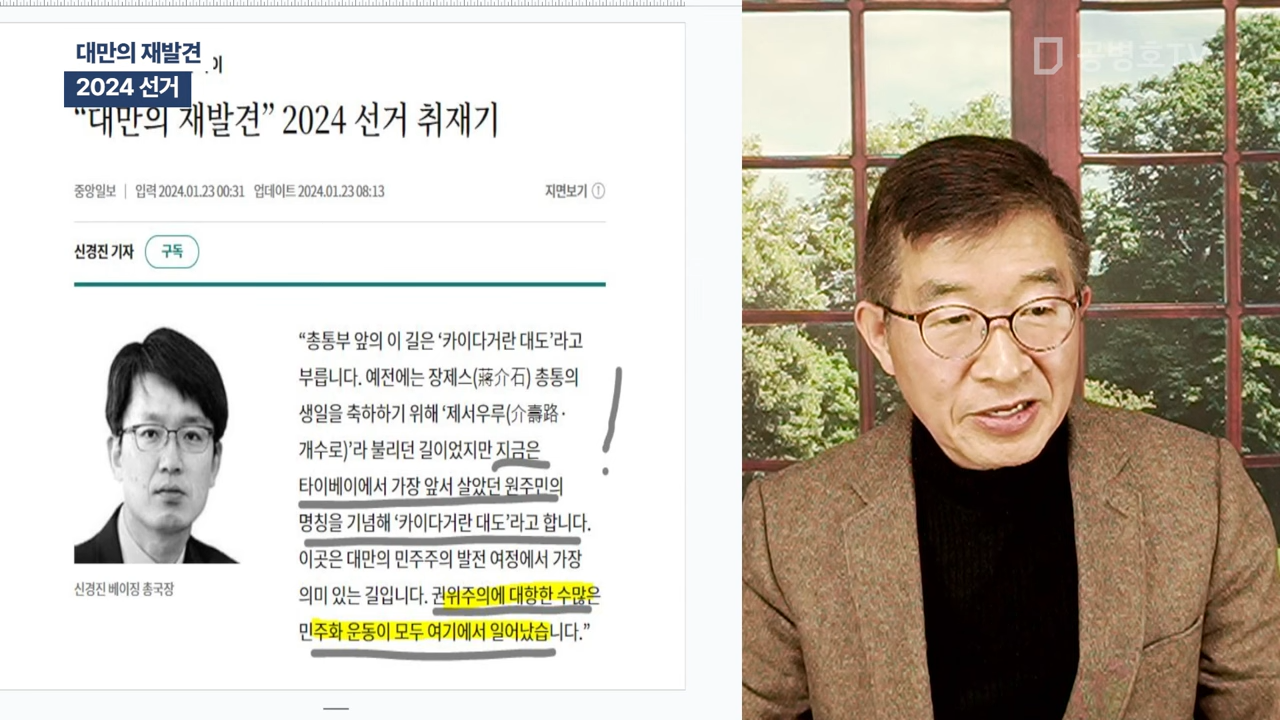 대만의 재발견
2024 선거
“대만의 재발견” 2024 선거 취재기
中央일보 | 입력 2024.01.23 00:31 업데이트 2024.01.23 08:13
지면보기
신경진 기자
구독
“총통부 앞의 이 길은 ‘카이다거란 대도’라고
부릅니다. 예전에는 장제스(蔣介石) 총통의
생일을 축하하기 위해 ‘제서우루(介壽路·
개수로)’라 불리던 길이었지만 지금은
타이베이에서 가장 앞서 살았던 원주민의
명칭을 기념해 ‘카이다거란 대도’라고 합니다.
이곳은 대만의 민주주의 발전 여정에서 가장
의미 있는 길입니다. 권위주의에 대항한 수많은
민주화 운동이 모두 여기에서 일어났습니다.”
신경진 베이징 총국장
공병호TV